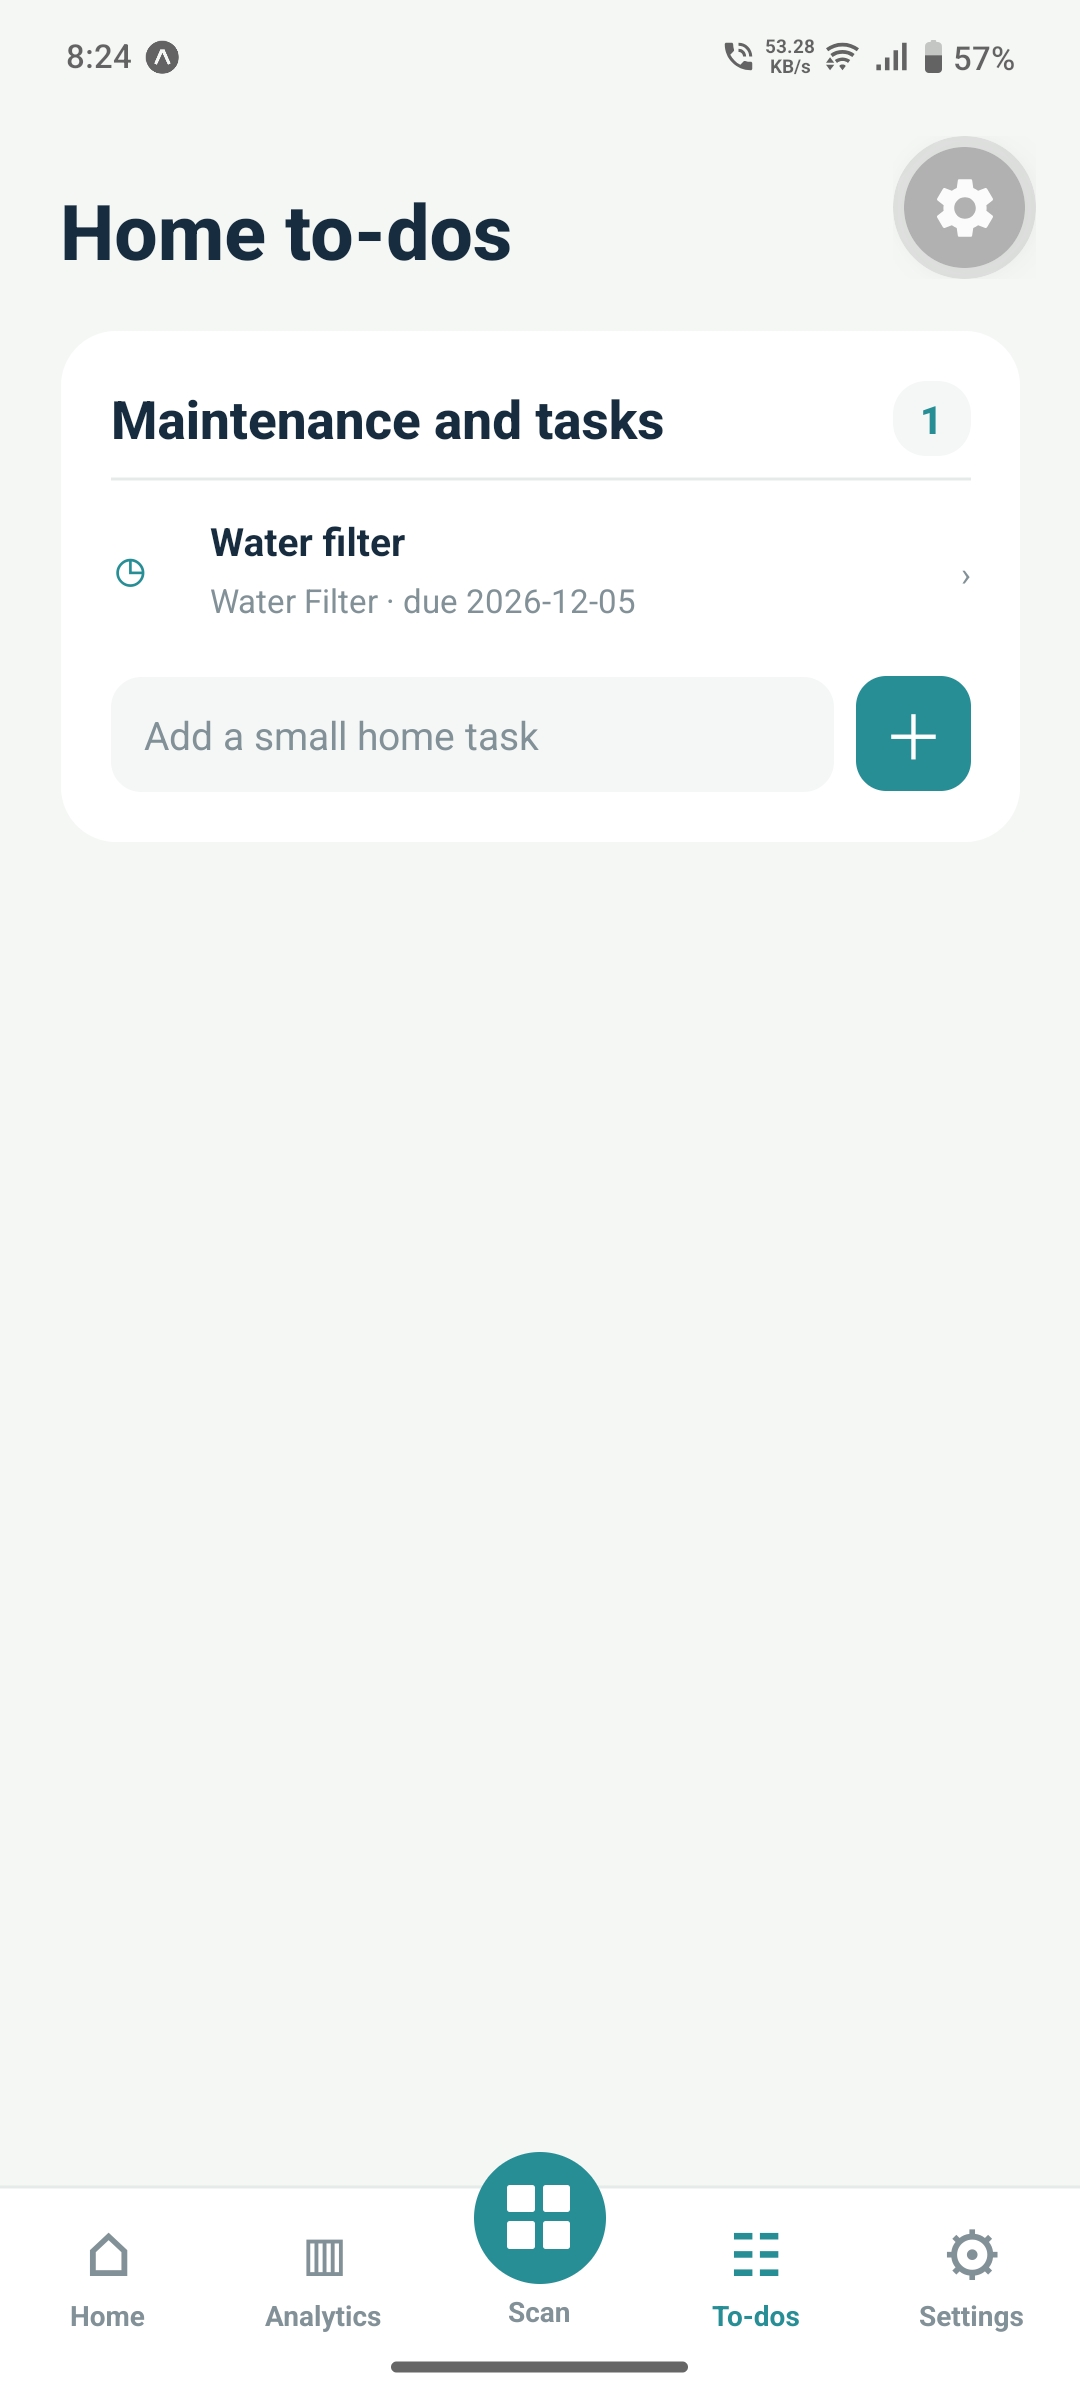 8:24
53.28
KB/s
57%
Home to-dos
Maintenance and tasks
1
Water filter
Water Filter · due 2026-12-05
›
Add a small home task
+
Home
Analytics
Scan
To-dos
Settings